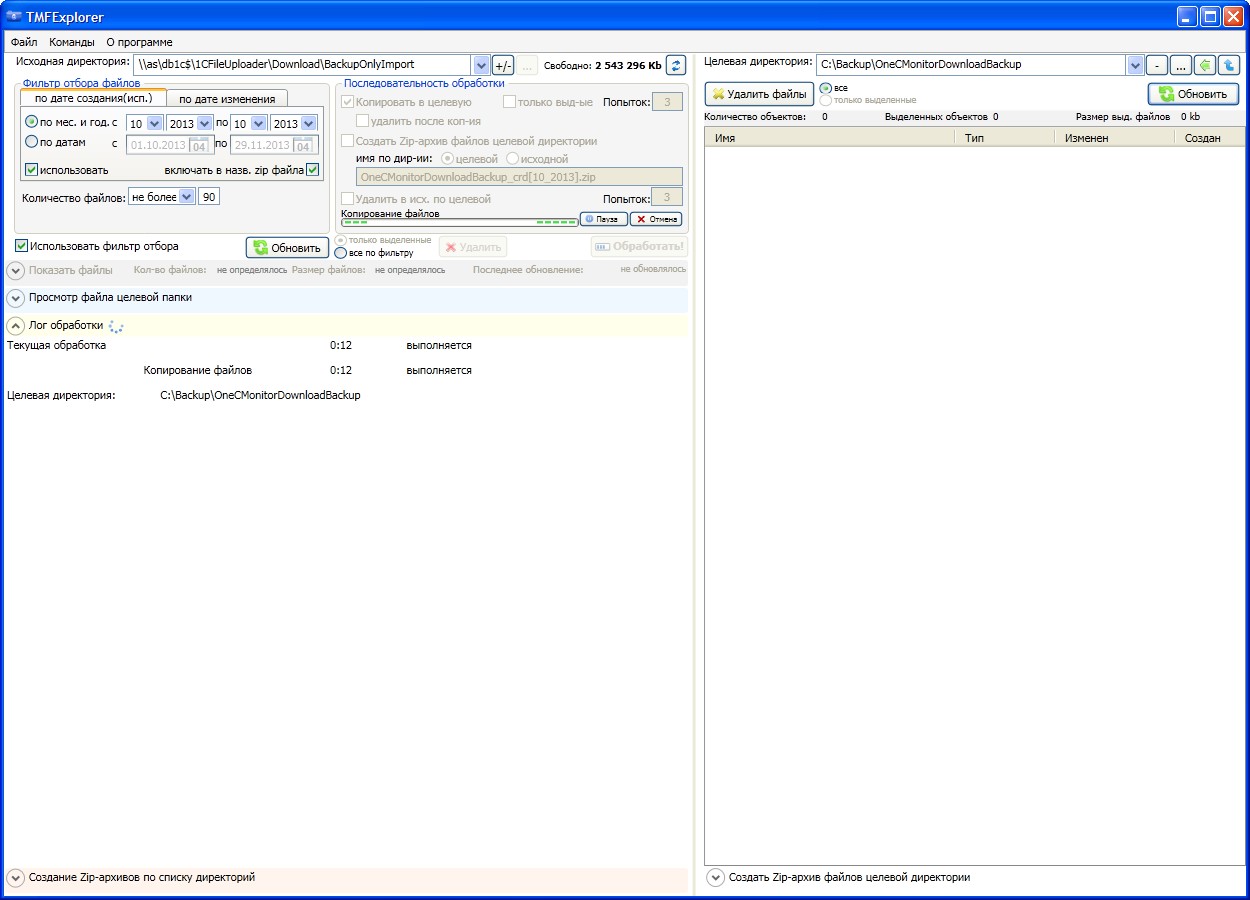 TMFExplorer
Файл Команды О программе
Исходная директория: \\as\db1c$\1CFileUploader\Download\BackupOnlyImport +/- ... Свободно: 2 543 296 Kb
Фильтр отбора файлов
по дате создания(исп.) по дате изменения
по мес. и год. с 10 2013 по 10 2013
по датам с 01.10.2013 04 по 29.11.2013 04
использовать включать в назв. zip файла
Количество файлов: не более 90
Использовать фильтр отбора Обновить
Последовательность обработки
Копировать в целевую только выд-ые Попыток: 3
удалить после коп-ия
Создать Zip-архив файлов целевой директории
имя по дир-ии: целевой исходной
OneCMonitorDownloadBackup_crd[10_2013].zip
Удалить в исх. по целевой Попыток: 3
Копирование файлов
Пауза Отмена
только выделенные
все по фильтру
Удалить Обработать!
Показать файлы Кол-во файлов: не определялось Размер файлов: не определялось Последнее обновление: не обновлялось
Просмотр файла целевой папки
Лог обработки
Текущая обработка 0:12 выполняется
Копирование файлов 0:12 выполняется
Целевая директория: C:\Backup\OneCMonitorDownloadBackup
Создание Zip-архивов по списку директорий
Целевая директория: C:\Backup\OneCMonitorDownloadBackup - ...
Удалить файлы все
только выделенные
Обновить
Количество объектов: 0 Выделенных объектов 0 Размер выд. файлов 0 kb
Имя Тип Изменен Создан
Создать Zip-архив файлов целевой директории